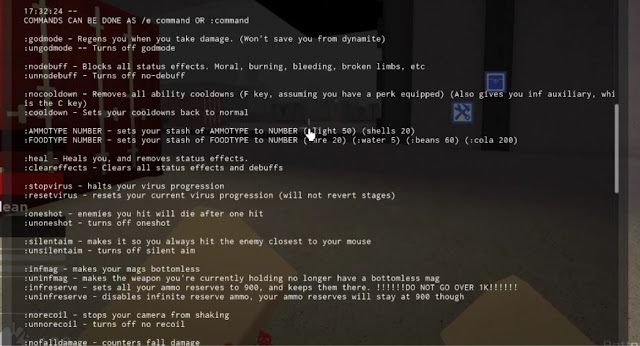 17:32:24 --
COMMANDS CAN BE DONE AS /e command OR :command
:godmode - Regens you when you take damage. (Won't save you from dynamite)
:ungodmode -- Turns off godmode
:nodebuff - Blocks all status effects. Moral, burning, bleeding, broken limbs, etc
:unnodebuff - Turns off no-debuff
:nocooldown - Removes all ability cooldowns (F key, assuming you have a perk equipped) (Also gives you inf auxiliary, whi
is the C key)
:cooldown - Sets your cooldowns back to normal
:AMMOTYPE NUMBER - sets your stash of AMMOTYPE to NUMBER (:light 50) (shells 20)
:FOODTYPE NUMBER - sets your stash of FOODTYPE to NUMBER 20) (:water 5) (:beans 60) (:cola 200)
:heal - Heals you, and removes status effects.
:cleareffects - Clears all status effects and debuffs
:stopvirus - halts your virus progression
:resetvirus - resets your current virus progression (will not revert stages)
lean
:oneshot - enemies you hit will die after one hit
:unoneshot - turns off oneshot
:silentaim - makes it so you always hit the enemy closest to your mouse
:unsilentaim - turns off silent aim
:infmag - makes your mags bottomless
:uninfmag - makes the weapon you're currently holding no longer have a bottomless mag
:infreserve - sets all your ammo reserves to 900, and keeps them there. !!!!!!DO NOT GO OVER 1K!!!!!!
:uninfreserve - disables infinite reserve ammo, your ammo reserves will stay at 900 though
:norecoil - stops your camera from shaking
:unnorecoil - turns off no recoil
:nofalldamage - counters fall damage